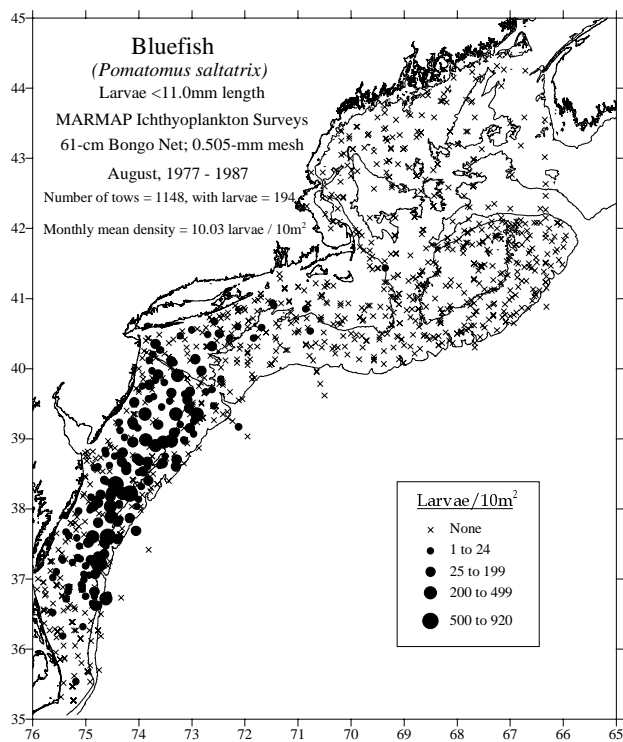 Bluefish
(Pomatomus saltatrix)
Larvae <11.0mm length
MARMAP Ichthyoplankton Surveys
61-cm Bongo Net; 0.505-mm mesh
August, 1977 - 1987
Number of tows = 1148, with larvae = 194
Monthly mean density = 10.03 larvae / 10m²
45
44
43
42
41
40
39
38
37
36
35
Larvae/10m²
None
1 to 24
25 to 199
200 to 499
500 to 920
76 75 74 73 72 71 70 69 68 67 66 65